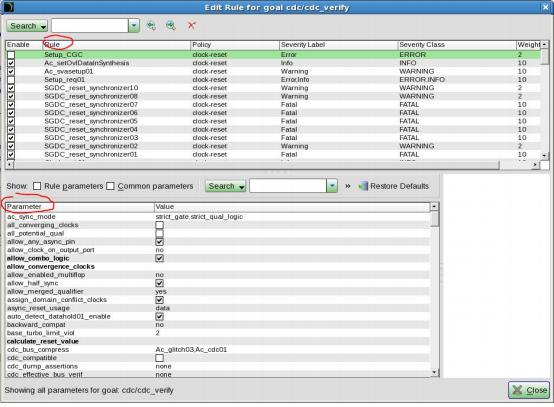 Edit Rule for goal cdc/cdc_verify
Search
Enable Rule Policy Severity Label Severity Class Weight
Setup_CGC clock-reset Error ERROR 2
Ac_setOvlDataInSynthesis clock-reset Info INFO 10
Ac_svasetup01 clock-reset Warning WARNING 10
Setup_req01 clock-reset Error,Info ERROR,INFO 10
SGDC_reset_synchronizer10 clock-reset Warning WARNING 2
SGDC_reset_synchronizer08 clock-reset Warning WARNING 2
SGDC_reset_synchronizer07 clock-reset Fatal FATAL 10
SGDC_reset_synchronizer06 clock-reset Fatal FATAL 10
SGDC_reset_synchronizer05 clock-reset Fatal FATAL 10
SGDC_reset_synchronizer04 clock-reset Fatal FATAL 10
SGDC_reset_synchronizer03 clock-reset Fatal FATAL 10
SGDC_reset_synchronizer02 clock-reset Warning WARNING 2
SGDC_reset_synchronizer01 clock-reset Fatal FATAL 10
Show: Rule parameters Common parameters Search » Restore Defaults
Parameter Value
ac_sync_mode strict_gate,strict_qual_logic
all_converging_clocks
all_potential_qual
allow_any_async_pin
allow_clock_on_output_port no
allow_combo_logic
allow_convergence_clocks
allow_enabled_multiflop no
allow_half_sync
allow_merged_qualifier yes
assign_domain_conflict_clocks
async_reset_usage data
auto_detect_datahold01_enable
backward_compat no
base_turbo_limit_viol 2
calculate_reset_value
cdc_bus_compress Ac_glitch03,Ac_cdc01
cdc_compatible
cdc_dump_assertions none
cdc_effective_bus_verif none
Showing all parameters for goal: cdc/cdc_verify Close